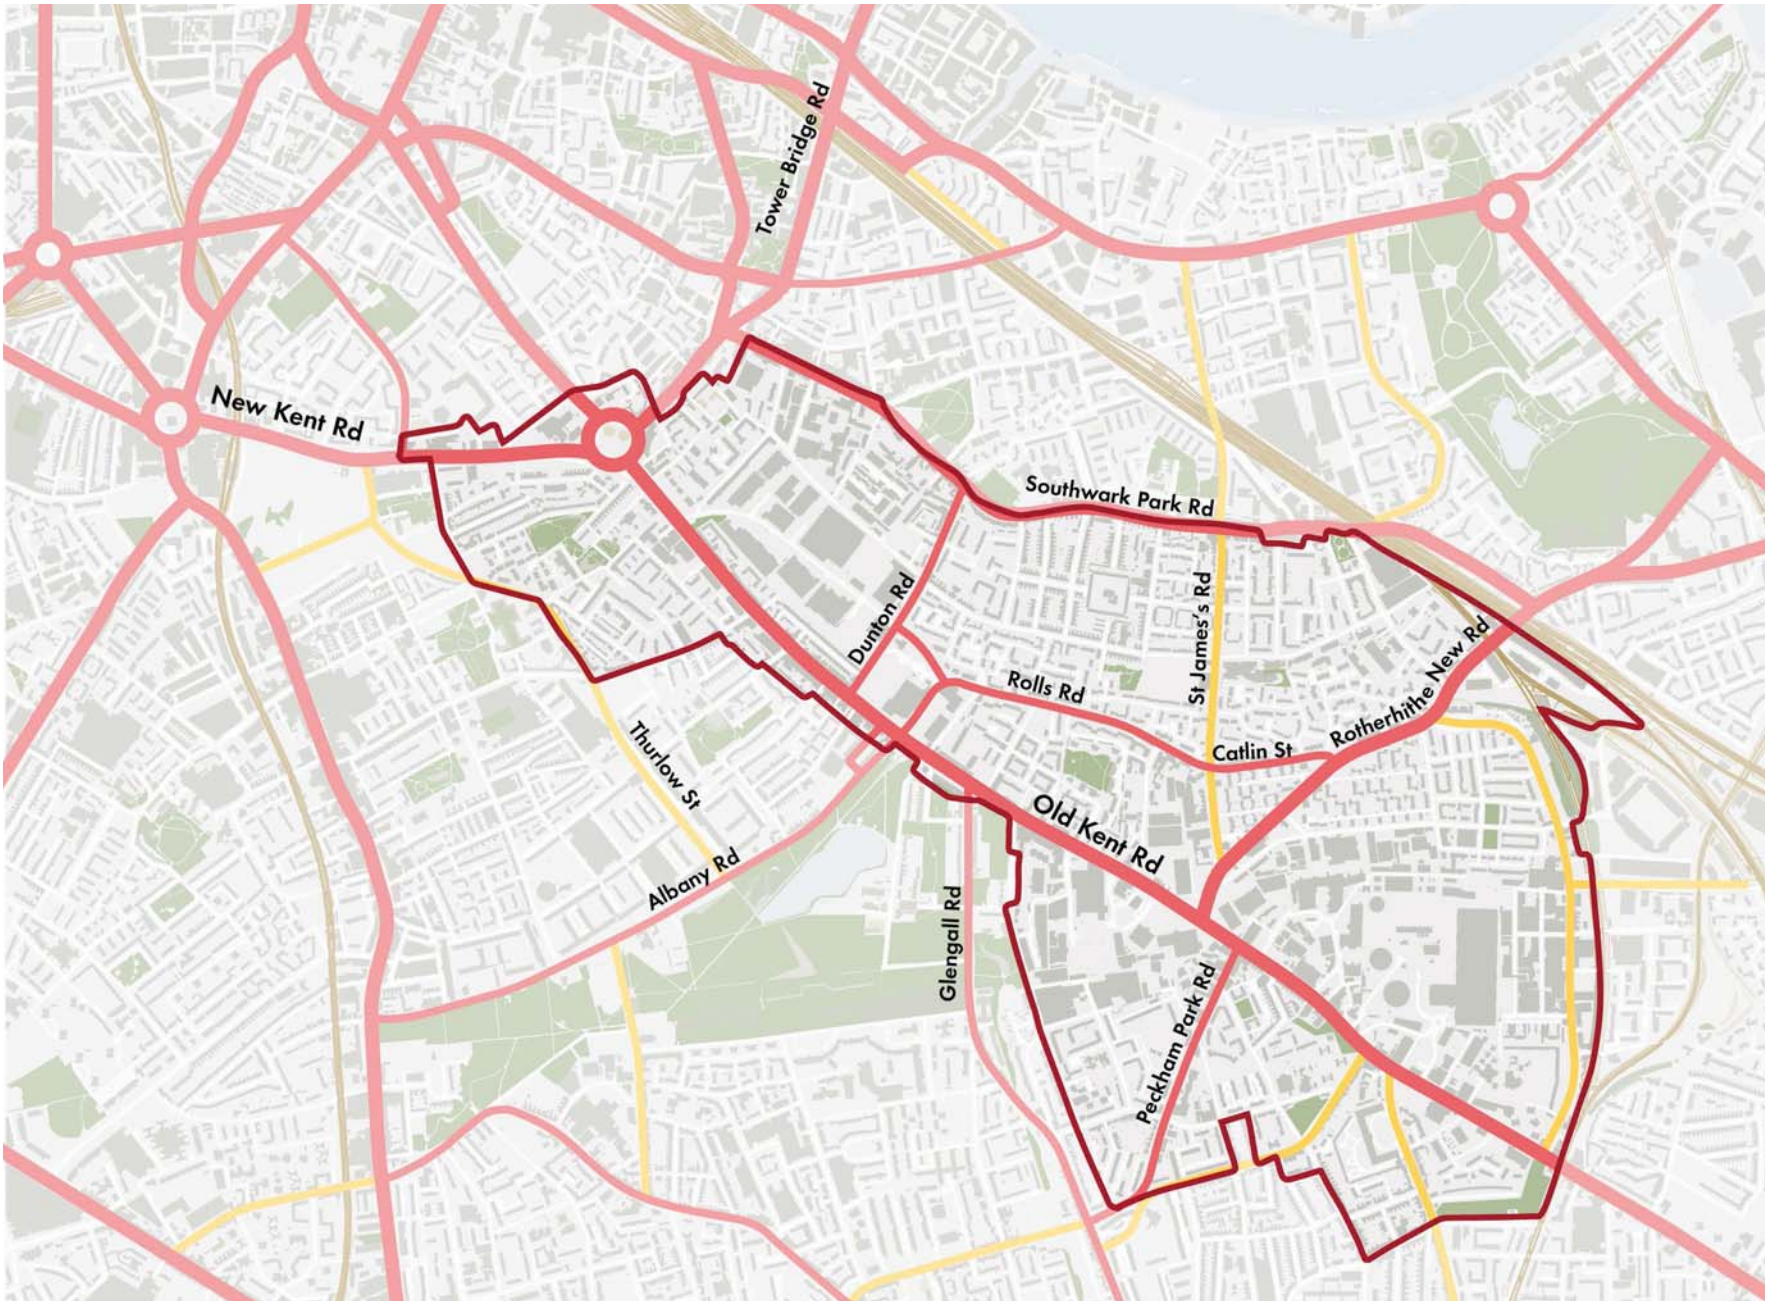 Tower Bridge Rd
New Kent Rd
Southwark Park Rd
Dunton Rd
St James's Rd
Rolls Rd
Rotherhithe New Rd
Catlin St
Thurlow St
Old Kent Rd
Albany Rd
Glengall Rd
Peckham Park Rd